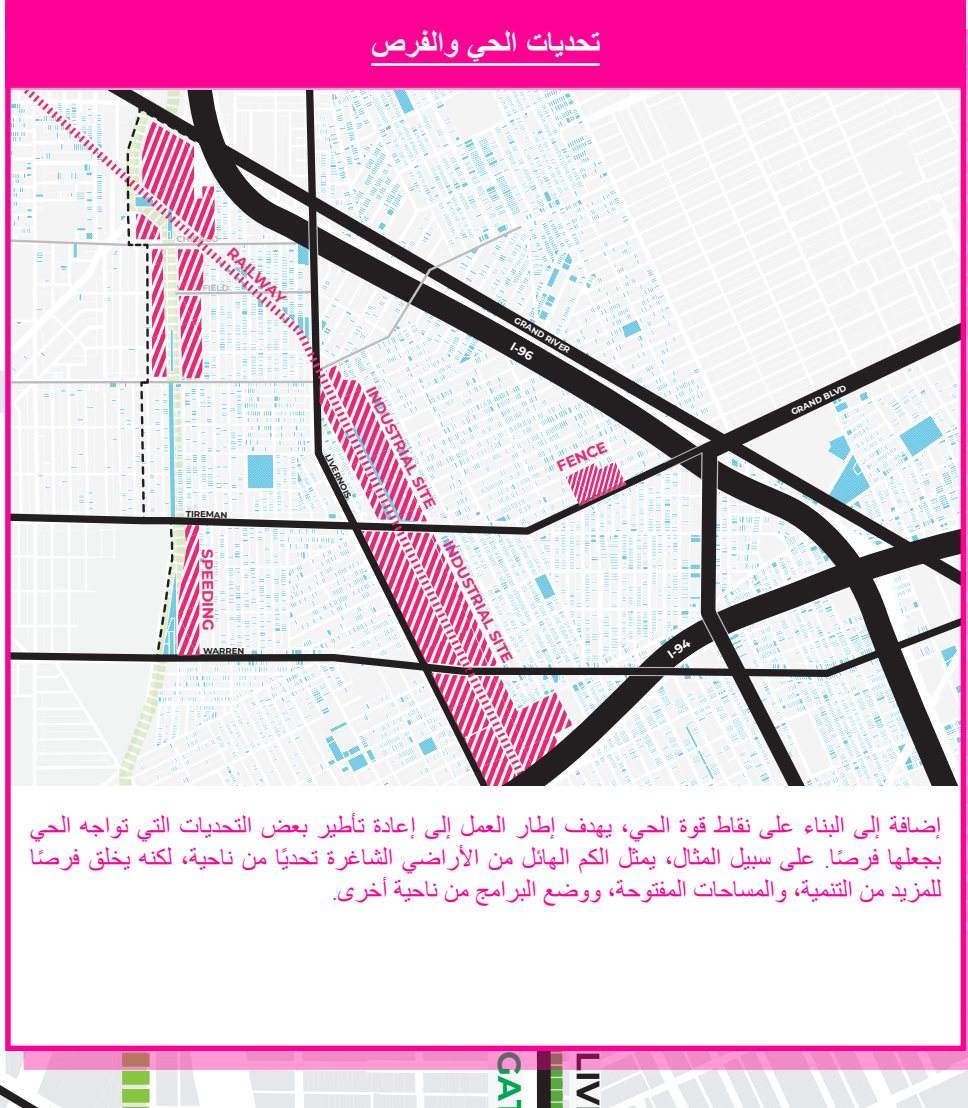 تحديات الحي والفرص
RAILWAY
FIELD
GRAND RIVER
I-96
GRAND BLVD
INDUSTRIAL SITE
FENCE
LIVERNOIS
TIREMAN
SPEEDING
INDUSTRIAL SITE
WARREN
I-94
إضافة إلى البناء على نقاط قوة الحي، يهدف إطار العمل إلى إعادة تأطير بعض التحديات التي تواجه الحي
بجعلها فرصًا. على سبيل المثال، يمثل الكم الهائل من الأراضي الشاغرة تحديًا من ناحية، لكنه يخلق فرصًا
للمزيد من التنمية، والمساحات المفتوحة، ووضع البرامج من ناحية أخرى.